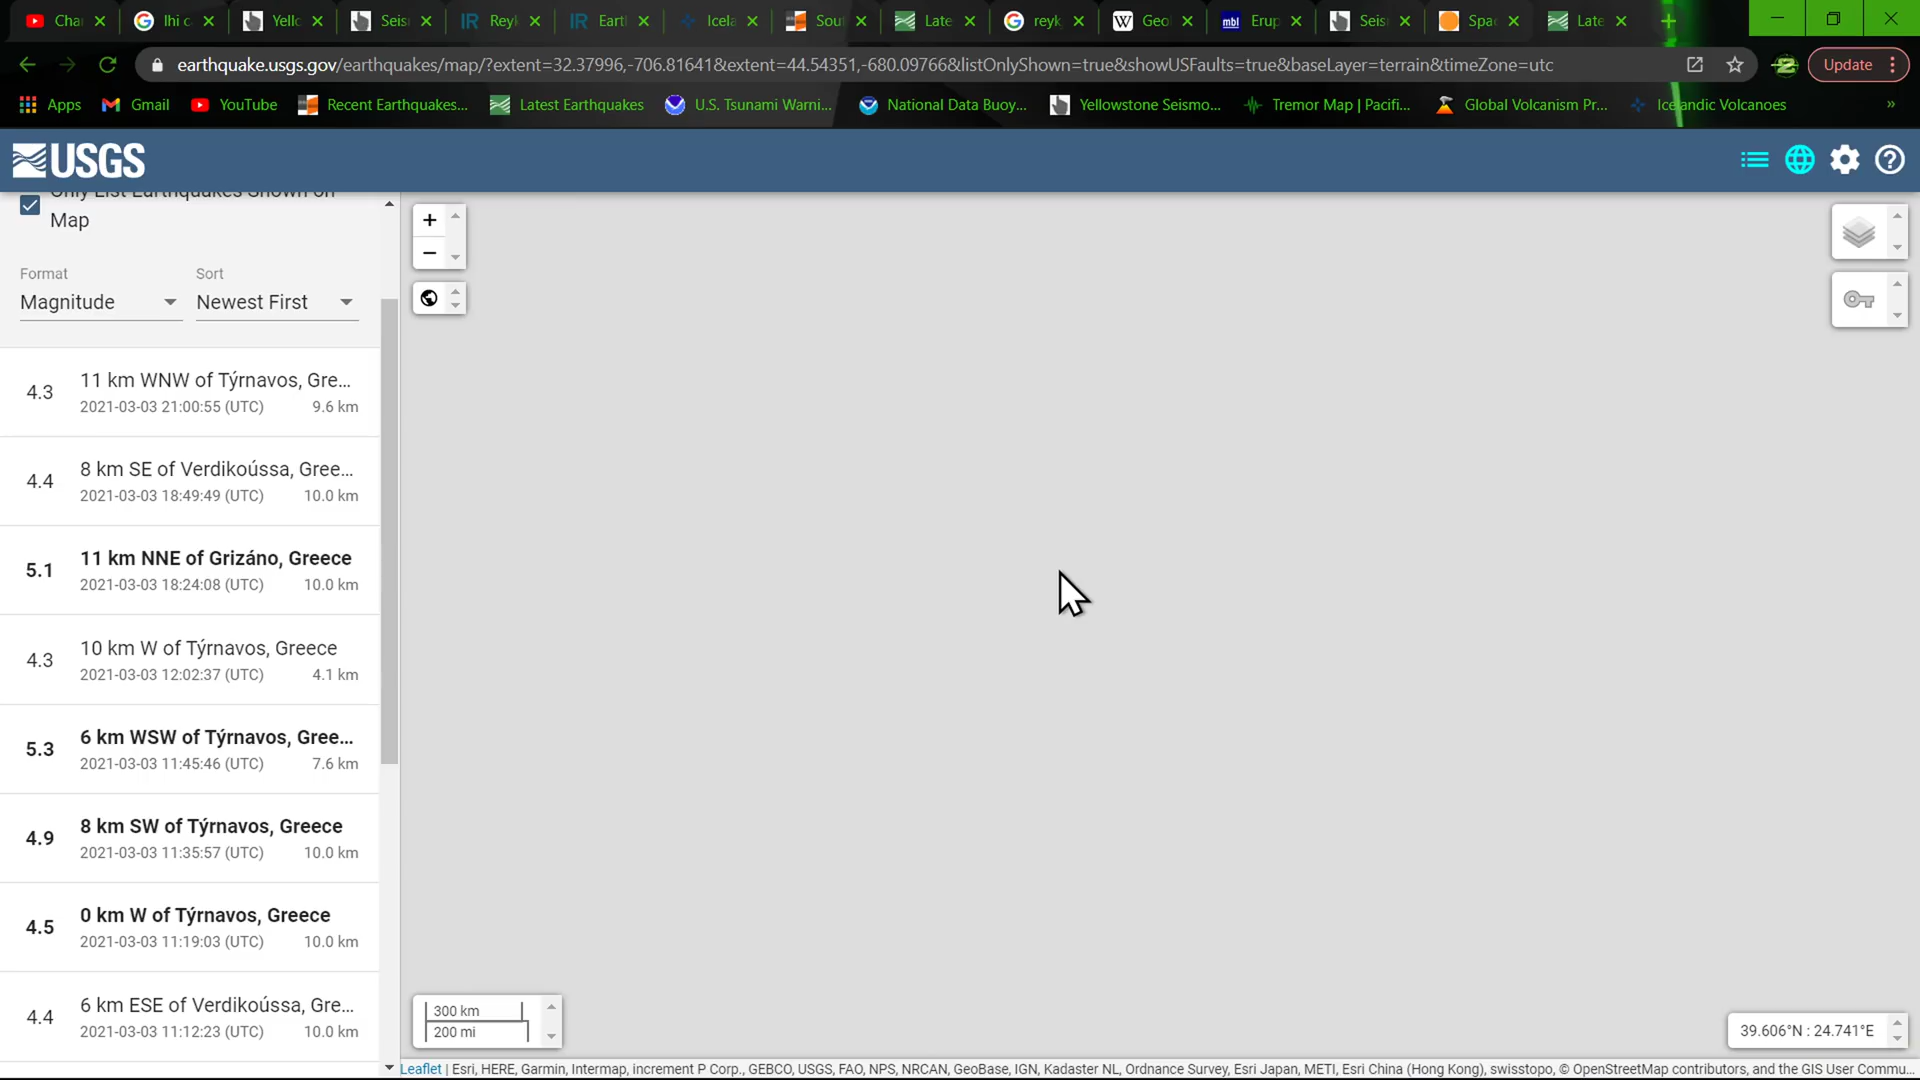 Cha
Ihi c
Yell
Seis
Reyk
Eart
Icela
Sout
Late
reyk
Geol
mbl Erup
Seis
Spac
Late
earthquake.usgs.gov/earthquakes/map/?extent=32.37996,-706.81641&extent=44.54351,-680.09766&listOnlyShown=true&showUSFaults=true&baseLayer=terrain&timeZone=utc
Update
Apps
Gmail
YouTube
Recent Earthquakes...
Latest Earthquakes
U.S. Tsunami Warni...
National Data Buoy...
Yellowstone Seismo...
Tremor Map | Pacifi...
Global Volcanism Pr...
Icelandic Volcanoes
»
USGS
Only List Earthquakes Shown on
Map
Format
Sort
Magnitude
Newest First
4.3
11 km WNW of Týrnavos, Gre...
2021-03-03 21:00:55 (UTC) 9.6 km
4.4
8 km SE of Verdikoússa, Gree...
2021-03-03 18:49:49 (UTC) 10.0 km
5.1
11 km NNE of Grizáno, Greece
2021-03-03 18:24:08 (UTC) 10.0 km
4.3
10 km W of Týrnavos, Greece
2021-03-03 12:02:37 (UTC) 4.1 km
5.3
6 km WSW of Týrnavos, Gree...
2021-03-03 11:45:46 (UTC) 7.6 km
4.9
8 km SW of Týrnavos, Greece
2021-03-03 11:35:57 (UTC) 10.0 km
4.5
0 km W of Týrnavos, Greece
2021-03-03 11:19:03 (UTC) 10.0 km
4.4
6 km ESE of Verdikoússa, Gre...
2021-03-03 11:12:23 (UTC) 10.0 km
+
−
300 km
200 mi
39.606°N : 24.741°E
Leaflet | Esri, HERE, Garmin, Intermap, increment P Corp., GEBCO, USGS, FAO, NPS, NRCAN, GeoBase, IGN, Kadaster NL, Ordnance Survey, Esri Japan, METI, Esri China (Hong Kong), swisstopo, © OpenStreetMap contributors, and the GIS User Commu...